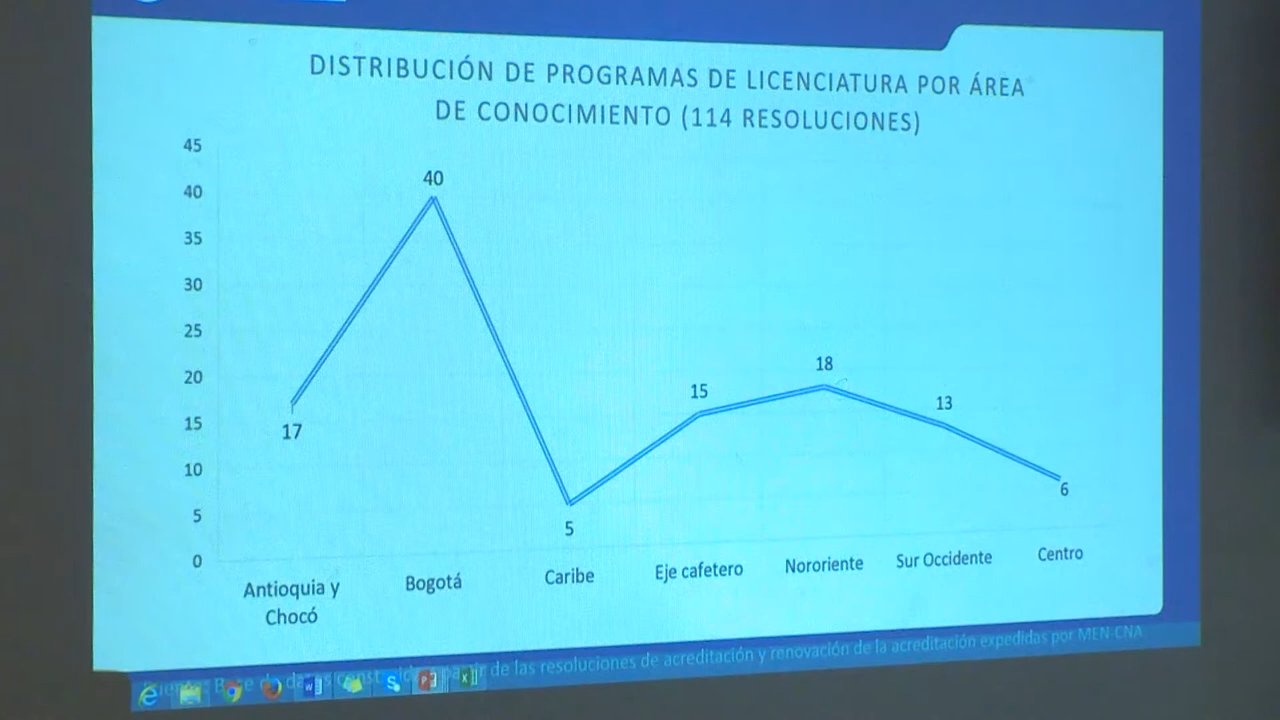 DISTRIBUCIÓN DE PROGRAMAS DE LICENCIATURA POR ÁREA
DE CONOCIMIENTO (114 RESOLUCIONES)
45
40
35
30
25
20
15
10
5
0
17
40
5
15
18
13
6
Antioquia y
Chocó
Bogotá
Caribe
Eje cafetero
Nororiente
Sur Occidente
Centro
de las resoluciones de acreditación y renovación de la acreditación expedidas por MEN CNA